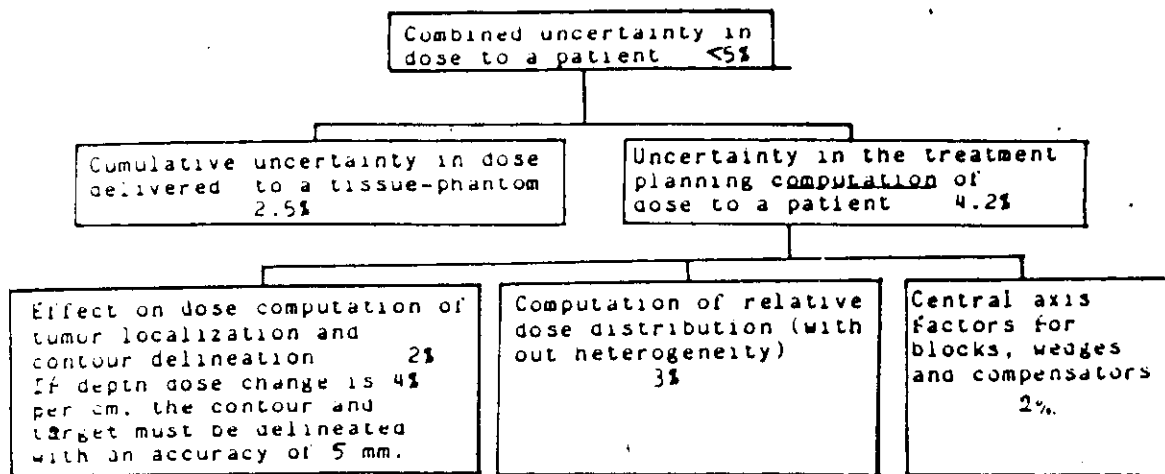 Combined uncertainty in
dose to a patient <5%
Cumulative uncertainty in dose
delivered to a tissue-phantom
2.5%
Uncertainty in the treatment
planning computation of
dose to a patient 4.2%
Effect on dose computation of
tumor localization and
contour delineation 2%
If depth dose change is 4%
per cm, the contour and
target must be delineated
with an accuracy of 5 mm.
Computation of relative
dose distribution (with
out heterogeneity)
3%
Central axis
factors for
blocks, wedges
and compensators
2%.